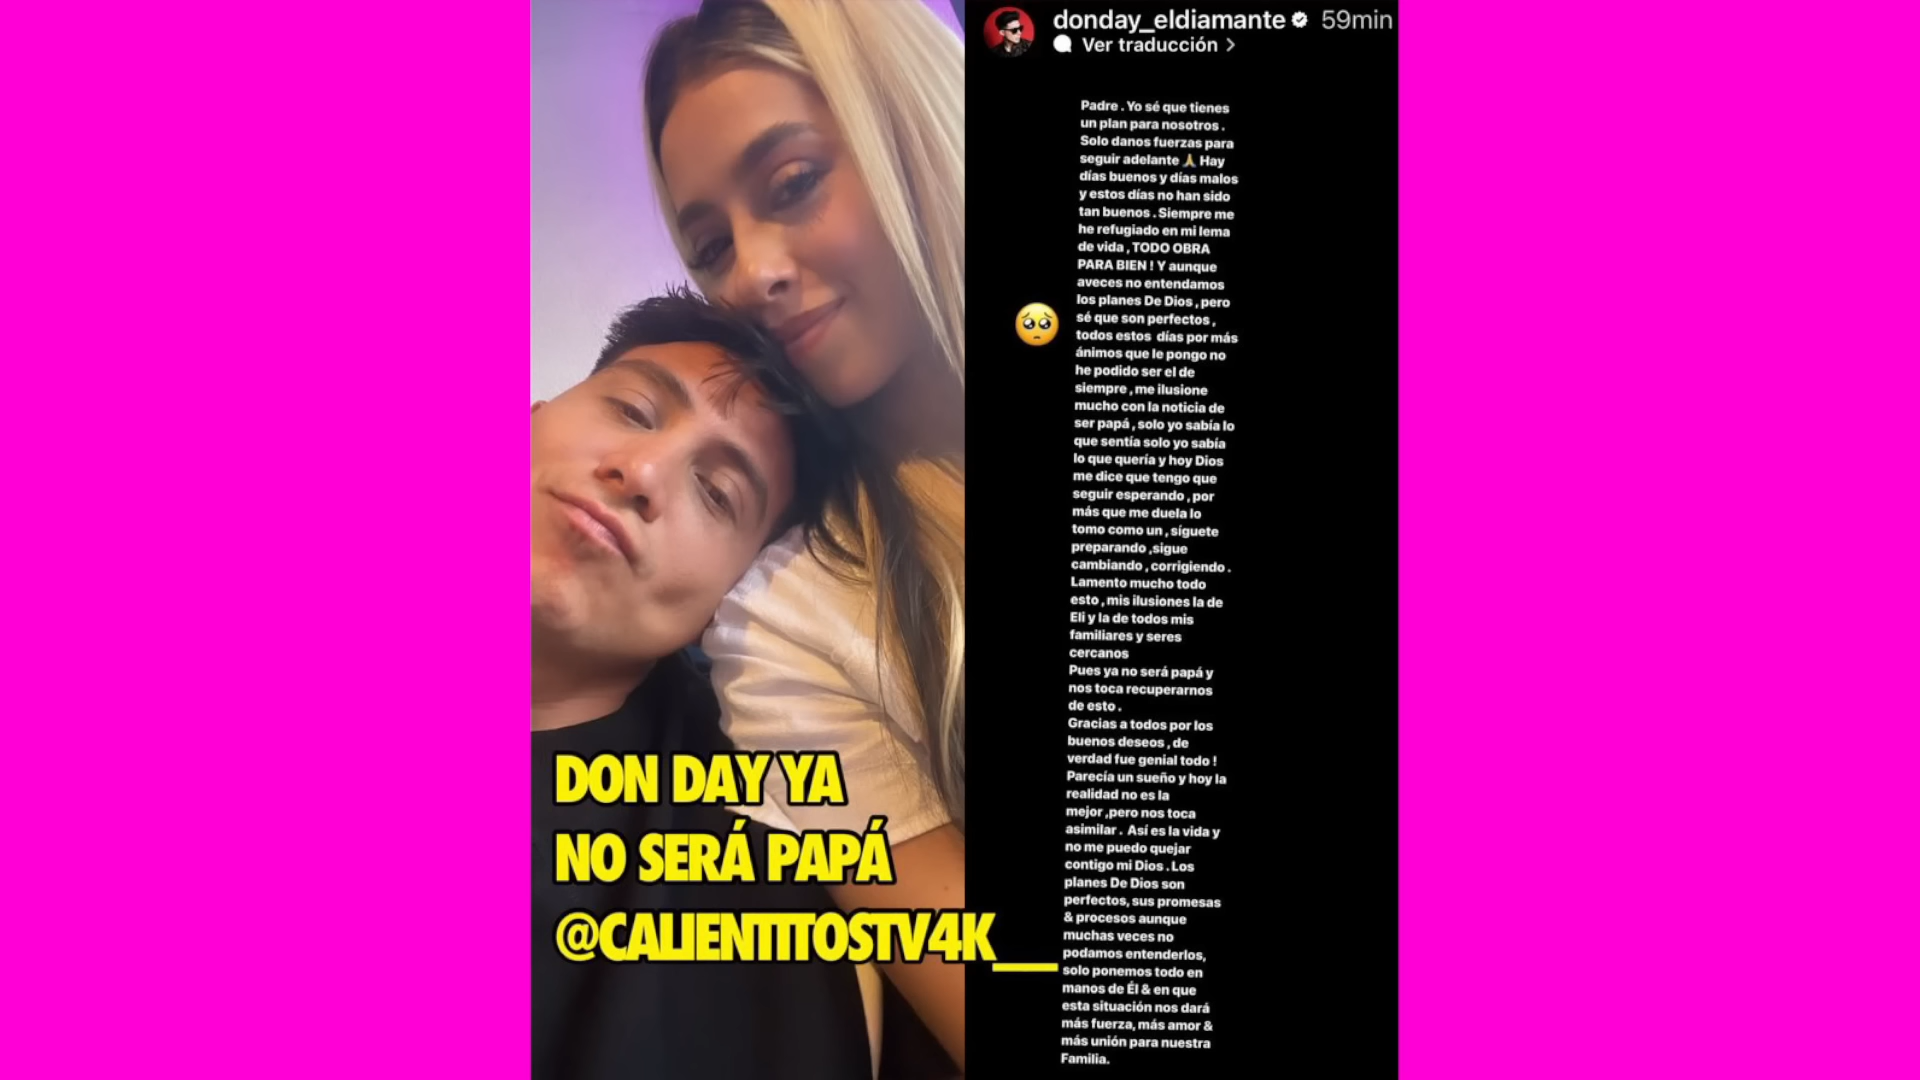 donday_eldiamante 59min
Ver traducción >
Padre . Yo sé que tienes
un plan para nosotros .
Solo danos fuerzas para
seguir adelante 🙏 Hay
días buenos y días malos
y estos días no han sido
tan buenos . Siempre me
he refugiado en mi lema
de vida , TODO OBRA
PARA BIEN ! Y aunque
aveces no entendamos
los planes De Dios , pero
sé que son perfectos ,
todos estos días por más
ánimos que le pongo no
he podido ser el de
siempre , me ilusione
mucho con la noticia de
ser papá , solo yo sabía lo
que sentía solo yo sabía
lo que quería y hoy Dios
me dice que tengo que
seguir esperando , por
más que me duela lo
tomo como un , síguete
preparando ,sigue
cambiando , corrigiendo .
Lamento mucho todo
esto , mis ilusiones la de
Eli y la de todos mis
familiares y seres
cercanos
Pues ya no será papá y
nos toca recuperarnos
de esto .
Gracias a todos por los
buenos deseos , de
verdad fue genial todo !
Parecía un sueño y hoy la
realidad no es la
mejor ,pero nos toca
asimilar . Así es la vida y
no me puedo quejar
contigo mi Dios . Los
planes De Dios son
perfectos, sus promesas
& procesos aunque
muchas veces no
podamos entenderlos,
solo ponemos todo en
manos de Él & en que
esta situación nos dará
más fuerza, más amor &
más unión para nuestra
Familia.
DON DAY YA
NO SERÁ PAPÁ
@CALIENTITOSTV4K__